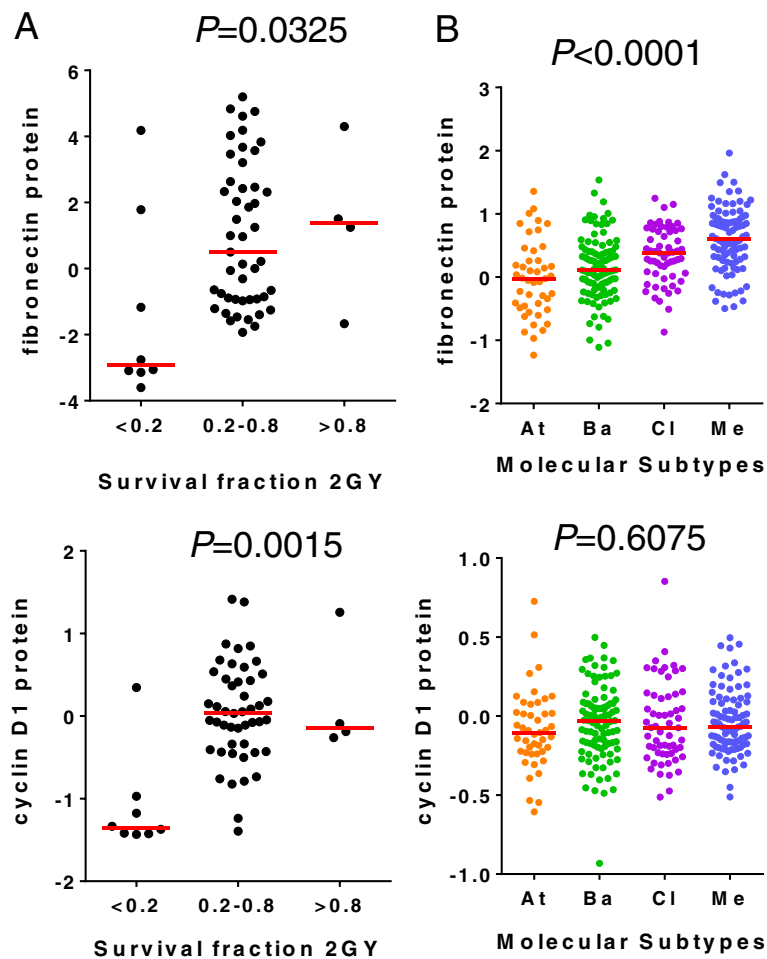 A
P=0.0325
fibronectin protein
6
4
2
0
-2
-4
<0.2
0.2-0.8
>0.8
Survival fraction 2GY
B
P<0.0001
fibronectin protein
3
2
1
0
-1
-2
At
Ba
Cl
Me
Molecular Subtypes
P=0.0015
cyclin D1 protein
2
1
0
-1
-2
<0.2
0.2-0.8
>0.8
Survival fraction 2GY
P=0.6075
cyclin D1 protein
1.0
0.5
0.0
-0.5
-1.0
At
Ba
Cl
Me
Molecular Subtypes